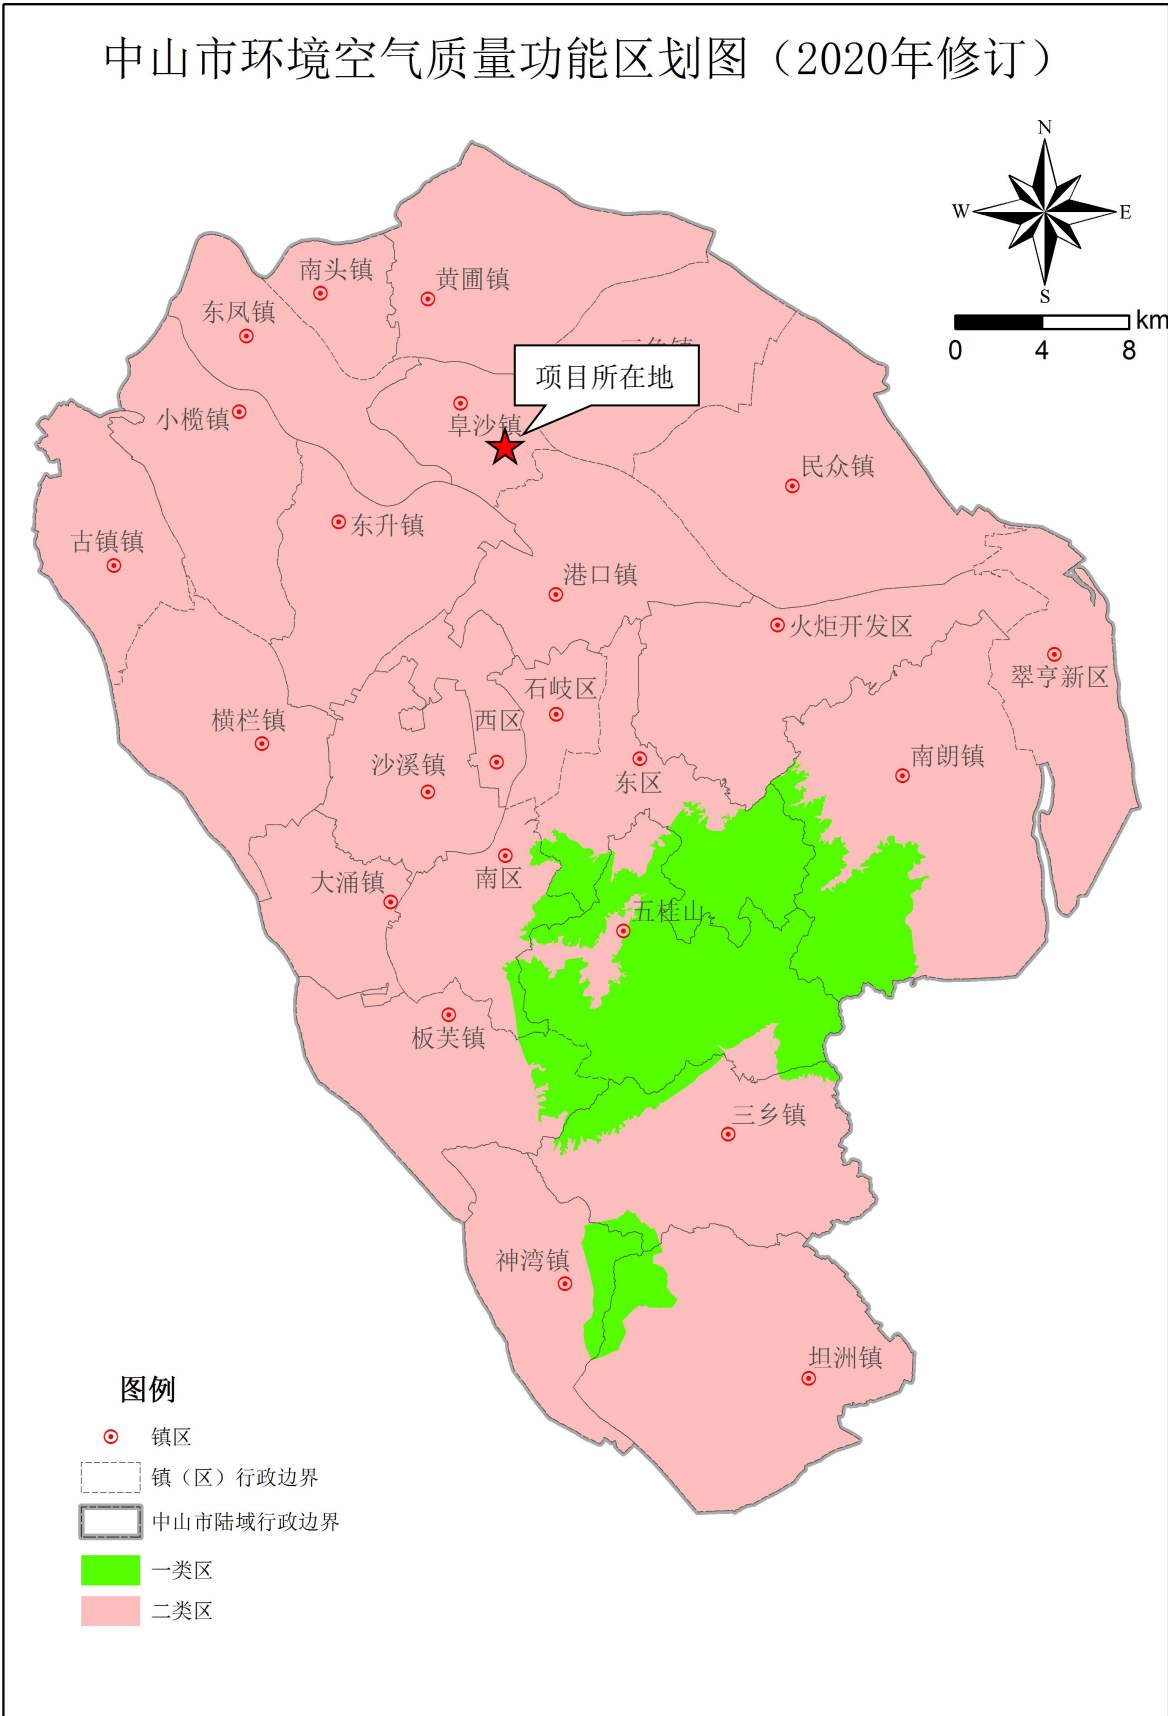 中山市环境空气质量功能区划图（2020年修订）
N
W
E
S
km
0 4 8
南头镇
黄圃镇
东凤镇
项目所在地
小榄镇
阜沙镇
民众镇
古镇镇
东升镇
港口镇
火炬开发区
翠亨新区
石岐区
横栏镇
西区
沙溪镇
东区
南朗镇
大涌镇
南区
五桂山
板芙镇
三乡镇
神湾镇
坦洲镇
图例
镇区
镇（区）行政边界
中山市陆域行政边界
一类区
二类区